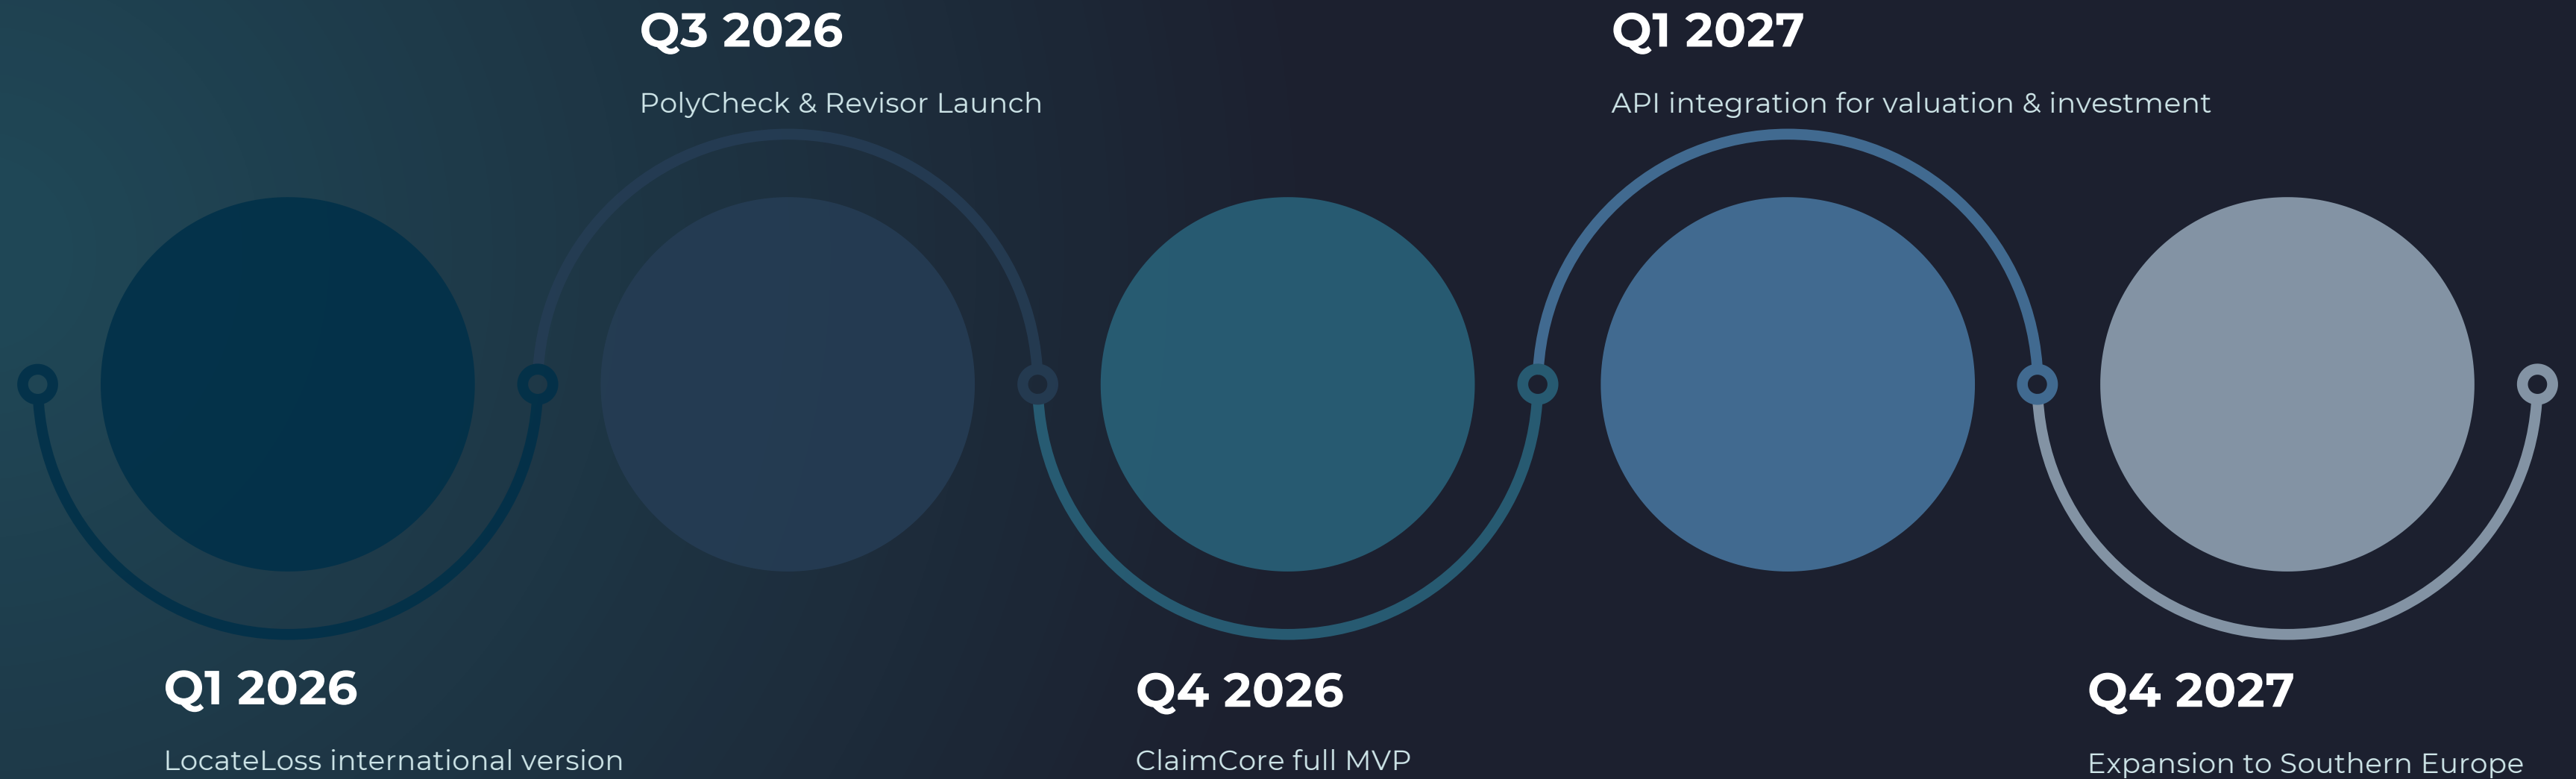 Q3 2026
PolyCheck & Revisor Launch
Q1 2027
API integration for valuation & investment
Q1 2026
LocateLoss international version
Q4 2026
ClaimCore full MVP
Q4 2027
Expansion to Southern Europe